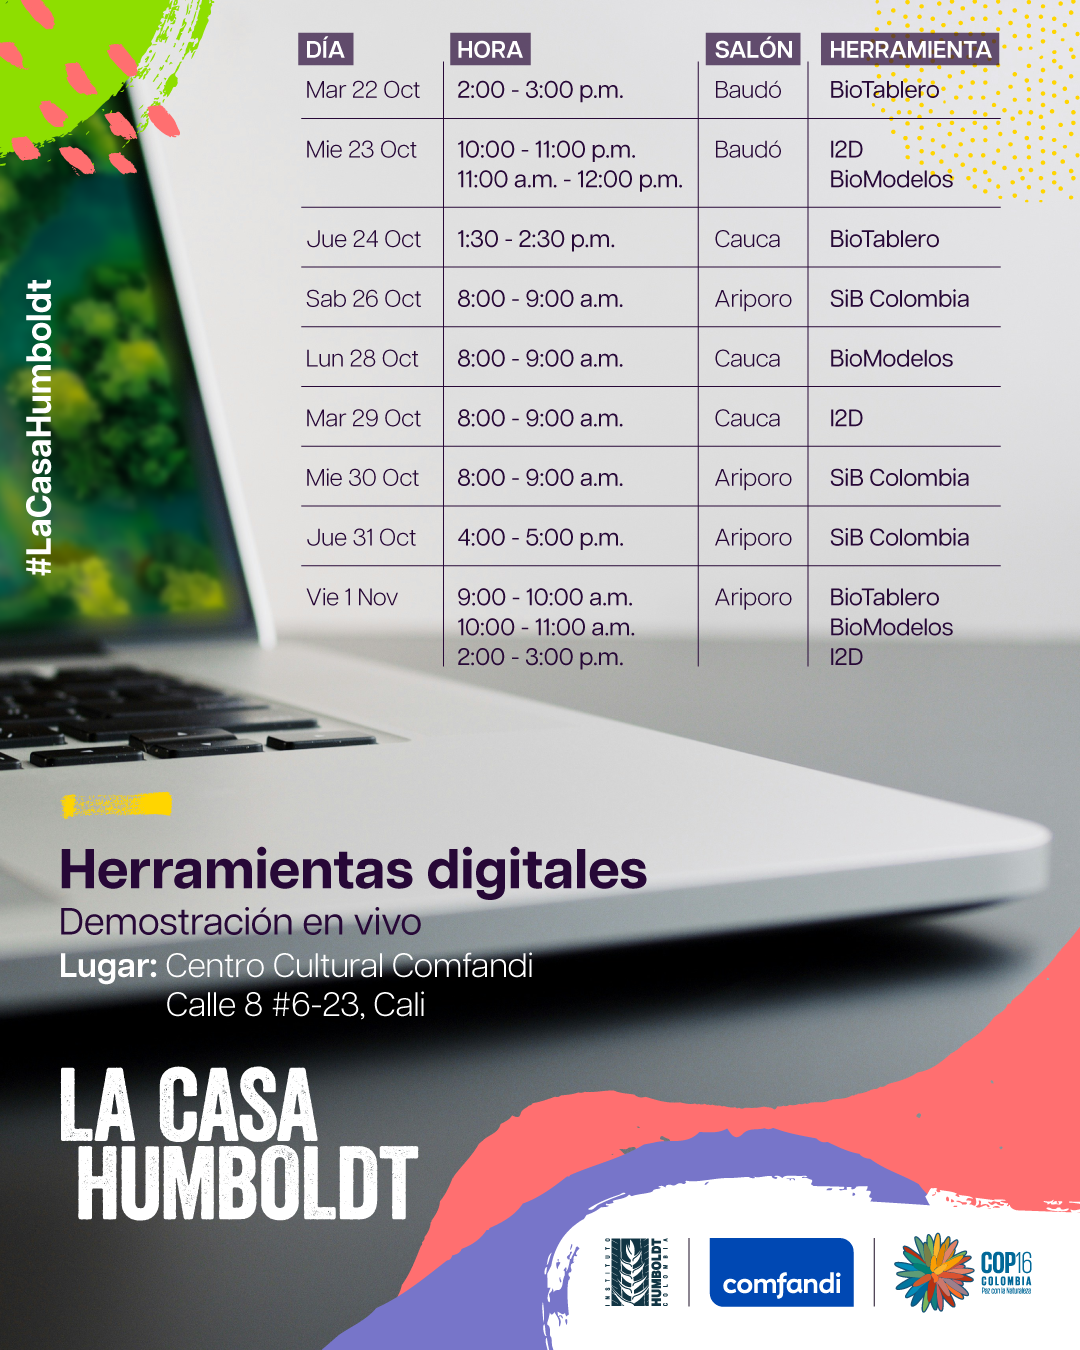 DÍA HORA SALÓN HERRAMIENTA
Mar 22 Oct 2:00 - 3:00 p.m. Baudó BioTablero
Mie 23 Oct 10:00 - 11:00 p.m. Baudó I2D
11:00 a.m. - 12:00 p.m. BioModelos
Jue 24 Oct 1:30 - 2:30 p.m. Cauca BioTablero
Sab 26 Oct 8:00 - 9:00 a.m. Ariporo SiB Colombia
Lun 28 Oct 8:00 - 9:00 a.m. Cauca BioModelos
Mar 29 Oct 8:00 - 9:00 a.m. Cauca I2D
Mie 30 Oct 8:00 - 9:00 a.m. Ariporo SiB Colombia
Jue 31 Oct 4:00 - 5:00 p.m. Ariporo SiB Colombia
Vie 1 Nov 9:00 - 10:00 a.m. Ariporo BioTablero
10:00 - 11:00 a.m. BioModelos
2:00 - 3:00 p.m. I2D
#LaCasaHumboldt
Herramientas digitales
Demostración en vivo
Lugar: Centro Cultural Comfandi
Calle 8 #6-23, Cali
LA CASA
HUMBOLDT
INSTITUTO
HUMBOLDT
COLOMBIA
comfandi
COP16
COLOMBIA
Paz con la Naturaleza